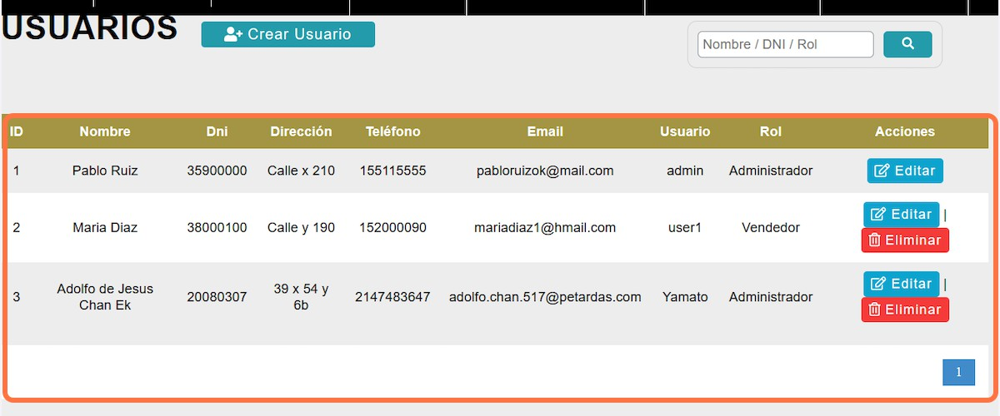 USUARIOS
Crear Usuario
Nombre / DNI / Rol
ID Nombre Dni Dirección Teléfono Email Usuario Rol Acciones
1 Pablo Ruiz 35900000 Calle x 210 155115555 pabloruizok@mail.com admin Administrador Editar
2 Maria Diaz 38000100 Calle y 190 152000090 mariadiaz1@hmail.com user1 Vendedor Editar |
Eliminar
3 Adolfo de Jesus Chan Ek 20080307 39 x 54 y 6b 2147483647 adolfo.chan.517@petardas.com Yamato Administrador Editar |
Eliminar
1